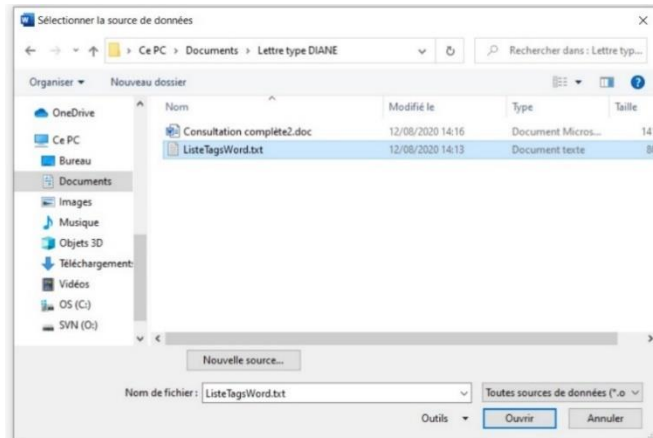 Sélectionner la source de données
Ce PC > Documents > Lettre type DIANE
Rechercher dans : Lettre typ...
Organiser Nouveau dossier
Nom Modifié le Type Taille
OneDrive
Ce PC
Bureau
Documents
Images
Musique
Objets 3D
Téléchargement:
Vidéos
OS (C:)
SVN (O:)
Consultation complète2.doc 12/08/2020 14:16 Document Micros... 14
ListeTagsWord.txt 12/08/2020 14:13 Document texte
Nouvelle source...
Nom de fichier : ListeTagsWord.txt Toutes sources de données (*.o
Outils Ouvrir Annuler